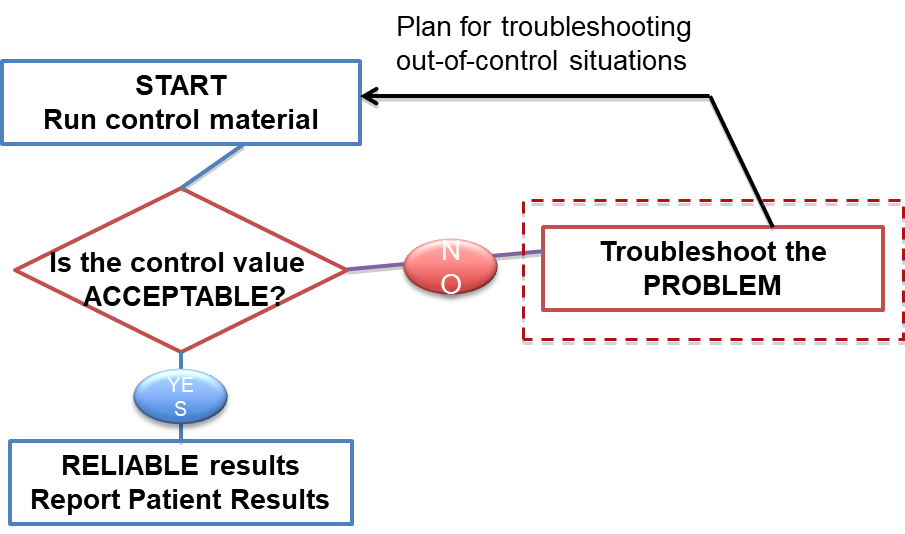 Plan for troubleshooting
out-of-control situations
START
Run control material
Is the control value
ACCEPTABLE?
N
O
Troubleshoot the
PROBLEM
YE
S
RELIABLE results
Report Patient Results